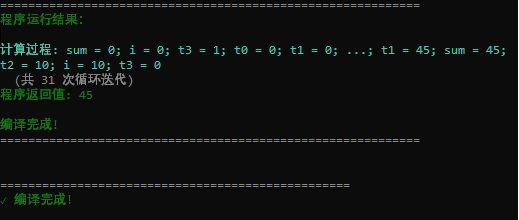 ============================================================
程序运行结果:
计算过程: sum = 0; i = 0; t3 = 1; t0 = 0; t1 = 0; ...; t1 = 45; sum = 45;
t2 = 10; i = 10; t3 = 0
(共 31 次循环迭代)
程序返回值: 45
编译完成!
============================================================
==================================================
✓ 编译完成!